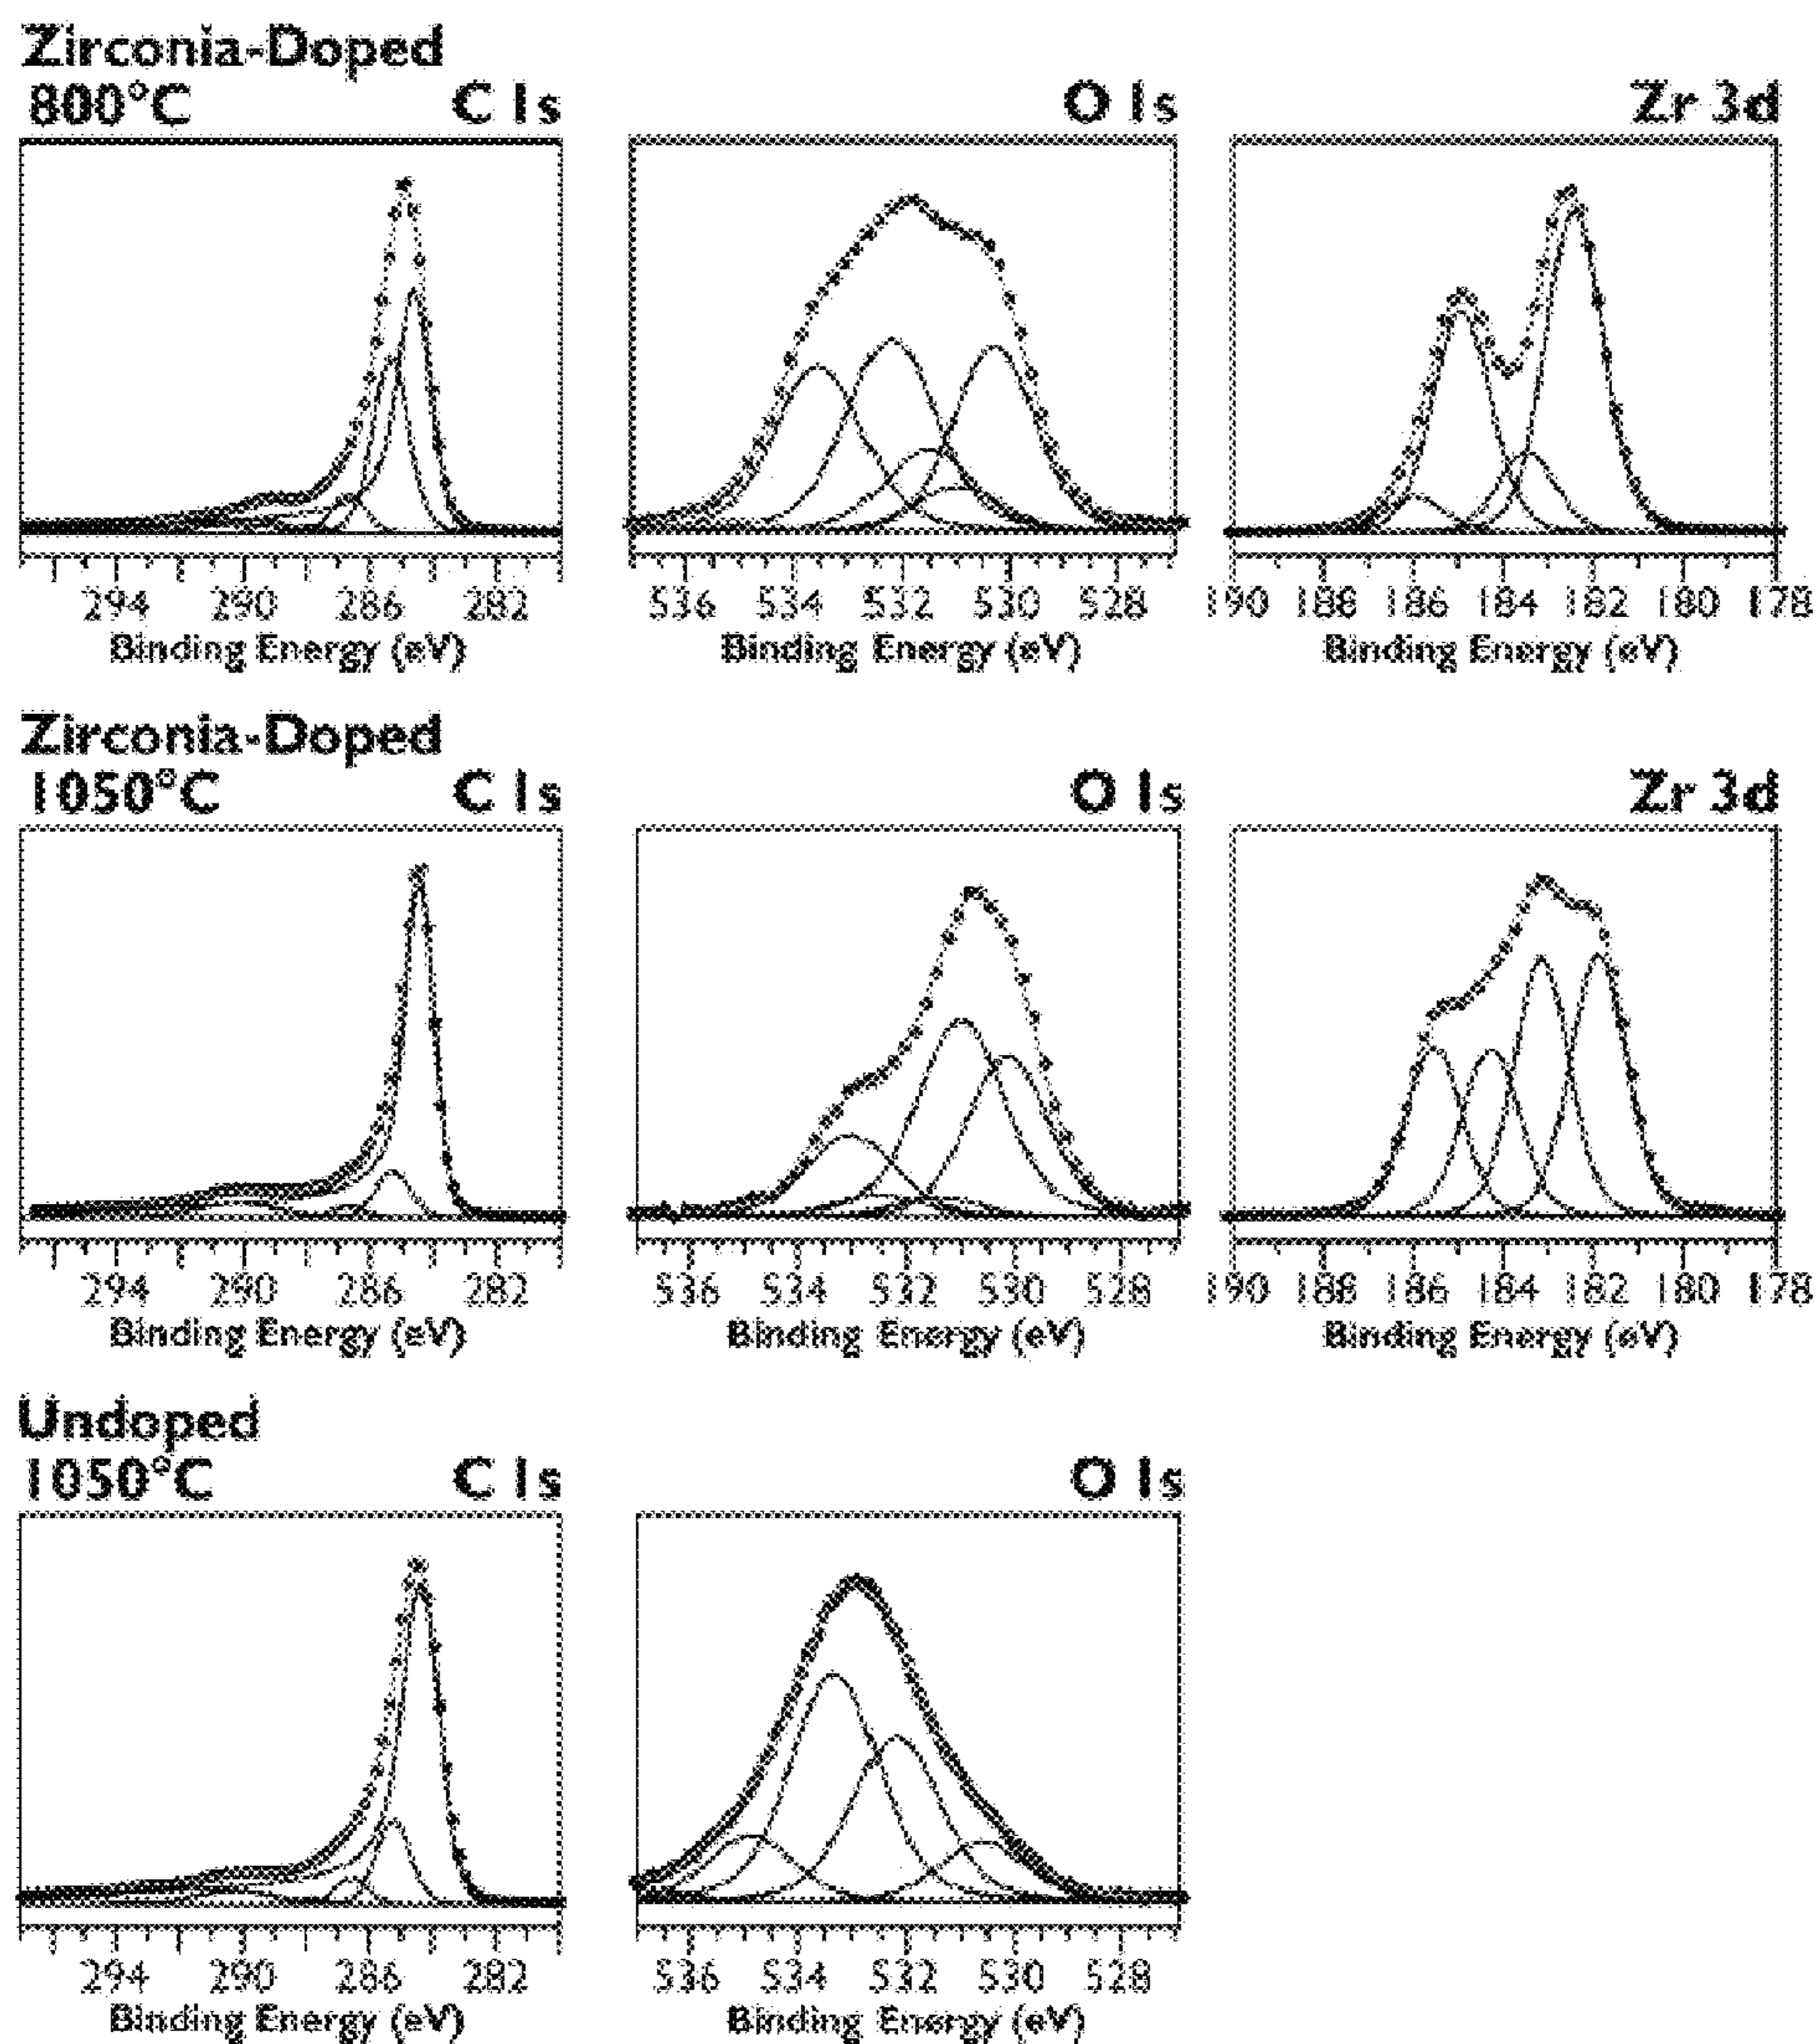 Zirconia-Doped
800°C C 1s O 1s Zr 3d
294 290 286 282 536 534 532 530 528 190 188 186 184 182 180 178
Binding Energy (eV) Binding Energy (eV) Binding Energy (eV)
Zirconia-Doped
1050°C C 1s O 1s Zr 3d
294 290 286 282 536 534 532 530 528 190 188 186 184 182 180 178
Binding Energy (eV) Binding Energy (eV) Binding Energy (eV)
Undoped
1050°C C 1s O 1s
294 290 286 282 536 534 532 530 528
Binding Energy (eV) Binding Energy (eV)